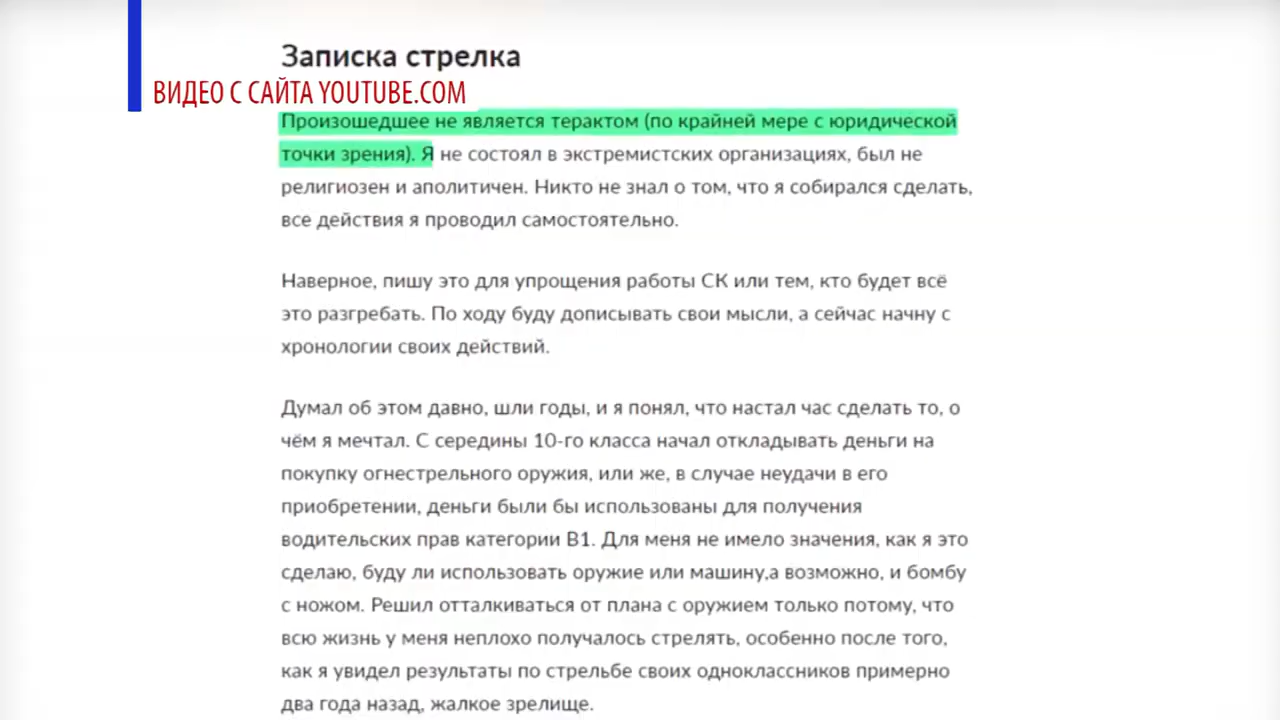 Записка стрелка
ВИДЕО С САЙТА YOUTUBE.COM
Произошедшее не является терактом (по крайней мере с юридической
точки зрения). Я не состоял в экстремистских организациях, был не
религиозен и аполитичен. Никто не знал о том, что я собирался сделать,
все действия я проводил самостоятельно.
Наверное, пишу это для упрощения работы СК или тем, кто будет всё
это разгребать. По ходу буду дописывать свои мысли, а сейчас начну с
хронологии своих действий.
Думал об этом давно, шли годы, и я понял, что настал час сделать то, о
чём я мечтал. С середины 10-го класса начал откладывать деньги на
покупку огнестрельного оружия, или же, в случае неудачи в его
приобретении, деньги были бы использованы для получения
водительских прав категории В1. Для меня не имело значения, как я это
сделаю, буду ли использовать оружие или машину,а возможно, и бомбу
с ножом. Решил отталкиваться от плана с оружием только потому, что
всю жизнь у меня неплохо получалось стрелять, особенно после того,
как я увидел результаты по стрельбе своих одноклассников примерно
два года назад, жалкое зрелище.